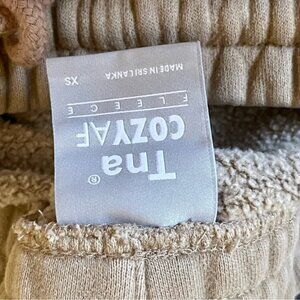 Tna®
COZYAF
FLEECE
MADE IN SRI LANKA
XS